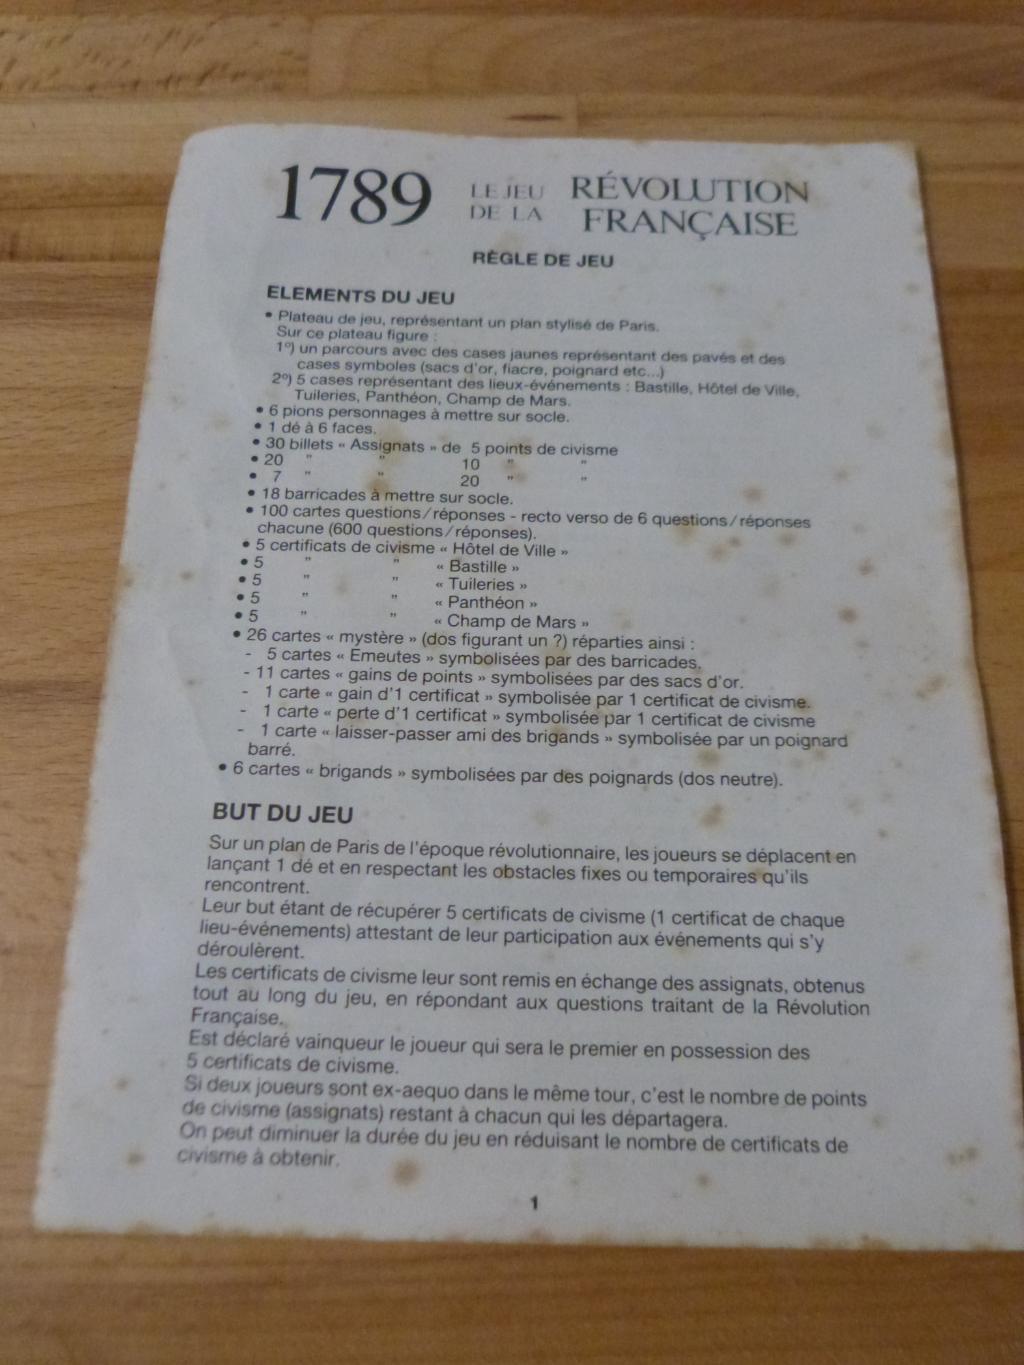 1789 LE JEU DE LA RÉVOLUTION FRANÇAISE
RÈGLE DE JEU
ELEMENTS DU JEU
• Plateau de jeu, représentant un plan stylisé de Paris.
Sur ce plateau figure :
1º) un parcours avec des cases jaunes représentant des pavés et des
cases symboles (sacs d'or, fiacre, poignard etc...)
2º) 5 cases représentant des lieux-événements : Bastille, Hôtel de Ville,
Tuileries, Panthéon, Champ de Mars.
• 6 pions personnages à mettre sur socle.
• 1 dé à 6 faces.
• 30 billets « Assignats » de 5 points de civisme
• 20 " " 10 " "
• 7 " " 20 " "
• 18 barricades à mettre sur socle.
• 100 cartes questions/réponses - recto verso de 6 questions/réponses
chacune (600 questions/réponses).
• 5 certificats de civisme « Hôtel de Ville »
• 5 " " « Bastille »
• 5 " " « Tuileries »
• 5 " " « Panthéon »
• 5 " " « Champ de Mars »
• 26 cartes « mystère » (dos figurant un ?) réparties ainsi :
- 5 cartes « Emeutes » symbolisées par des barricades.
- 11 cartes « gains de points » symbolisées par des sacs d'or.
- 1 carte « gain d'1 certificat » symbolisée par 1 certificat de civisme.
- 1 carte « perte d'1 certificat » symbolisée par 1 certificat de civisme
- 1 carte « laisser-passer ami des brigands » symbolisée par un poignard
barré.
• 6 cartes « brigands » symbolisées par des poignards (dos neutre).
BUT DU JEU
Sur un plan de Paris de l'époque révolutionnaire, les joueurs se déplacent en
lançant 1 dé et en respectant les obstacles fixes ou temporaires qu'ils
rencontrent.
Leur but étant de récupérer 5 certificats de civisme (1 certificat de chaque
lieu-événements) attestant de leur participation aux événements qui s'y
déroulèrent.
Les certificats de civisme leur sont remis en échange des assignats, obtenus
tout au long du jeu, en répondant aux questions traitant de la Révolution
Française.
Est déclaré vainqueur le joueur qui sera le premier en possession des
5 certificats de civisme.
Si deux joueurs sont ex-aequo dans le même tour, c'est le nombre de points
de civisme (assignats) restant à chacun qui les départagera.
On peut diminuer la durée du jeu en réduisant le nombre de certificats de
civisme à obtenir.
1